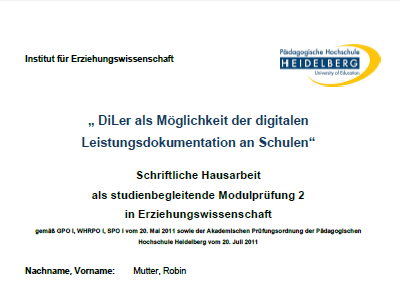 Institut für Erziehungswissenschaft
Pädagogische Hochschule
HEIDELBERG
University of Education
„ DiLer als Möglichkeit der digitalen
Leistungsdokumentation an Schulen“
Schriftliche Hausarbeit
als studienbegleitende Modulprüfung 2
in Erziehungswissenschaft
gemäß GPO I, WHRPO I, SPO I vom 20. Mai 2011 sowie der Akademischen Prüfungsordnung der Pädagogischen
Hochschule Heidelberg vom 20. Juli 2011
Nachname, Vorname: Mutter, Robin